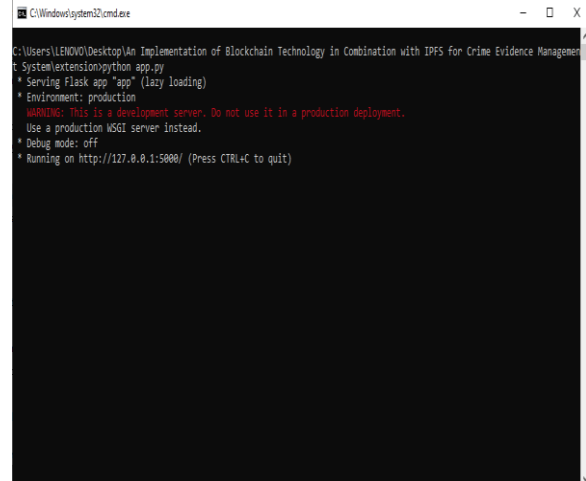 C:\Windows\system32\cmd.exe
C:\Users\LENOVO\Desktop\An Implementation of Blockchain Technology in Combination with IPFS for Crime Evidence Managemen
t System\extension>python app.py
* Serving Flask app "app" (lazy loading)
* Environment: production
WARNING: This is a development server. Do not use it in a production deployment.
Use a production WSGI server instead.
* Debug mode: off
* Running on http://127.0.0.1:5000/ (Press CTRL+C to quit)